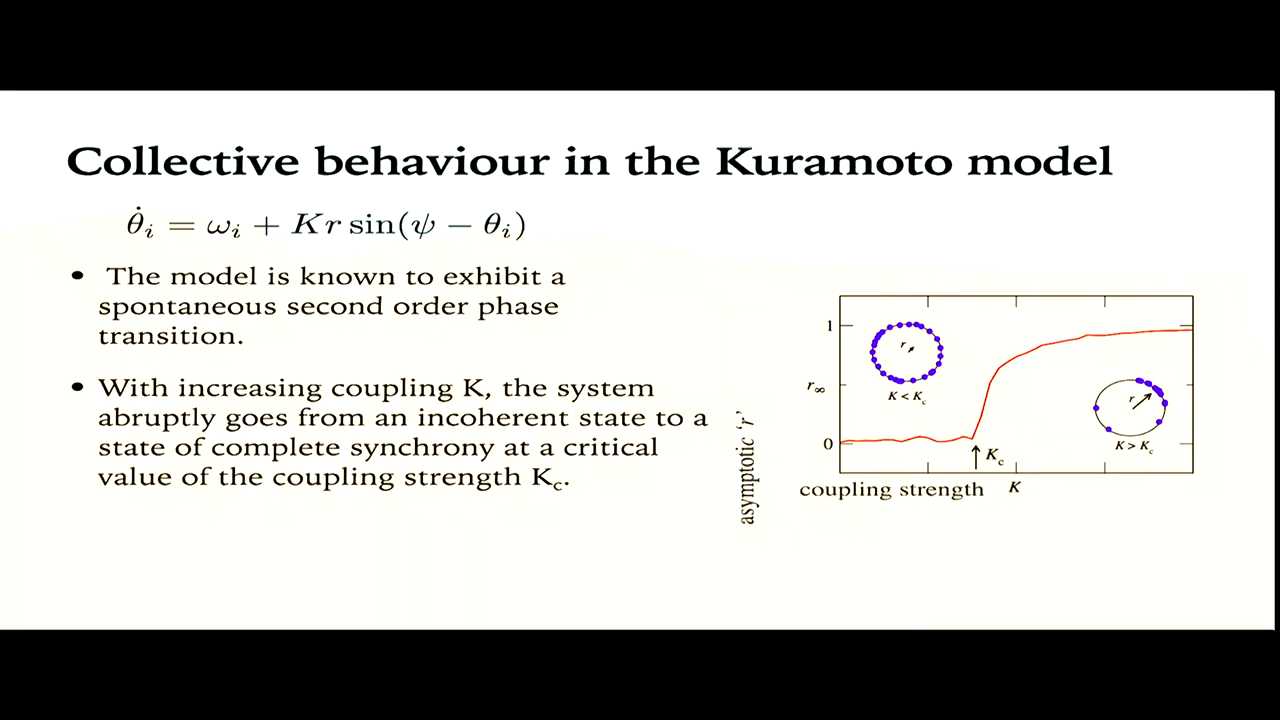 Collective behaviour in the Kuramoto model
θ̇ᵢ = ωᵢ + Kr sin(ψ − θᵢ)
• The model is known to exhibit a
spontaneous second order phase
transition.
• With increasing coupling K, the system
abruptly goes from an incoherent state to a
state of complete synchrony at a critical
value of the coupling strength K_c.
asymptotic 'r'
r∞
1
0
r
K < K_c
r
K > K_c
K_c
coupling strength K